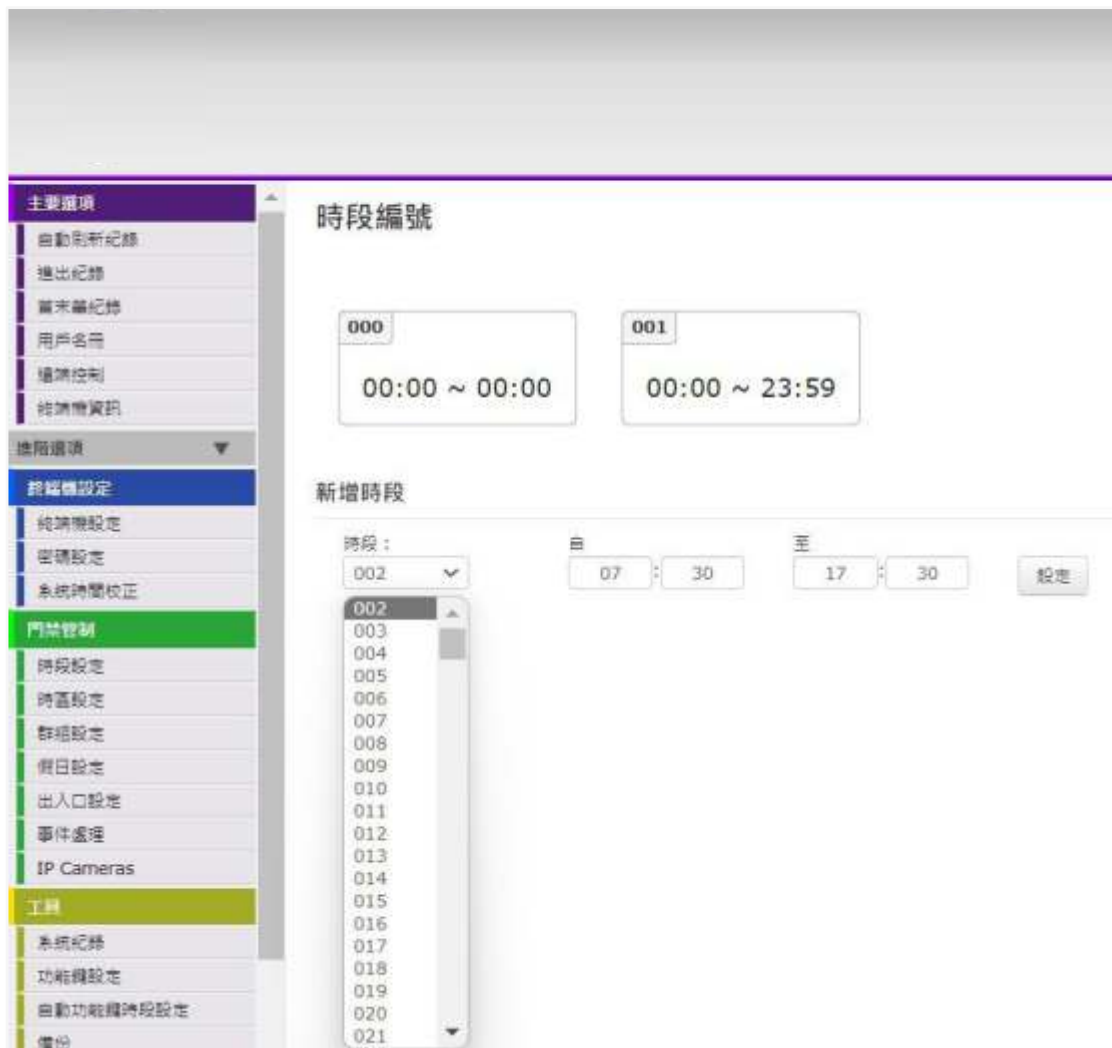 主要選項
自動刷新紀錄
進出紀錄
首末筆紀錄
用戶名冊
遠端控制
終端機資訊
進階選項 ▼
終端機設定
終端機設定
密碼設定
系統時間校正
門禁管制
時段設定
時區設定
群組設定
假日設定
出入口設定
事件處理
IP Cameras
工具
系統紀錄
功能鍵設定
自動功能鍵時段設定
備份
時段編號
000
00:00 ~ 00:00
001
00:00 ~ 23:59
新增時段
時段：
自
至
002
07 : 30
17 : 30
設定
002
003
004
005
006
007
008
009
010
011
012
013
014
015
016
017
018
019
020
021